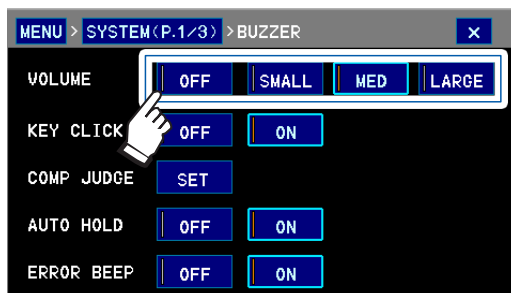 MENU > SYSTEM(P.1/3) >BUZZER ×
VOLUME OFF SMALL MED LARGE
KEY CLICK OFF ON
COMP JUDGE SET
AUTO HOLD OFF ON
ERROR BEEP OFF ON